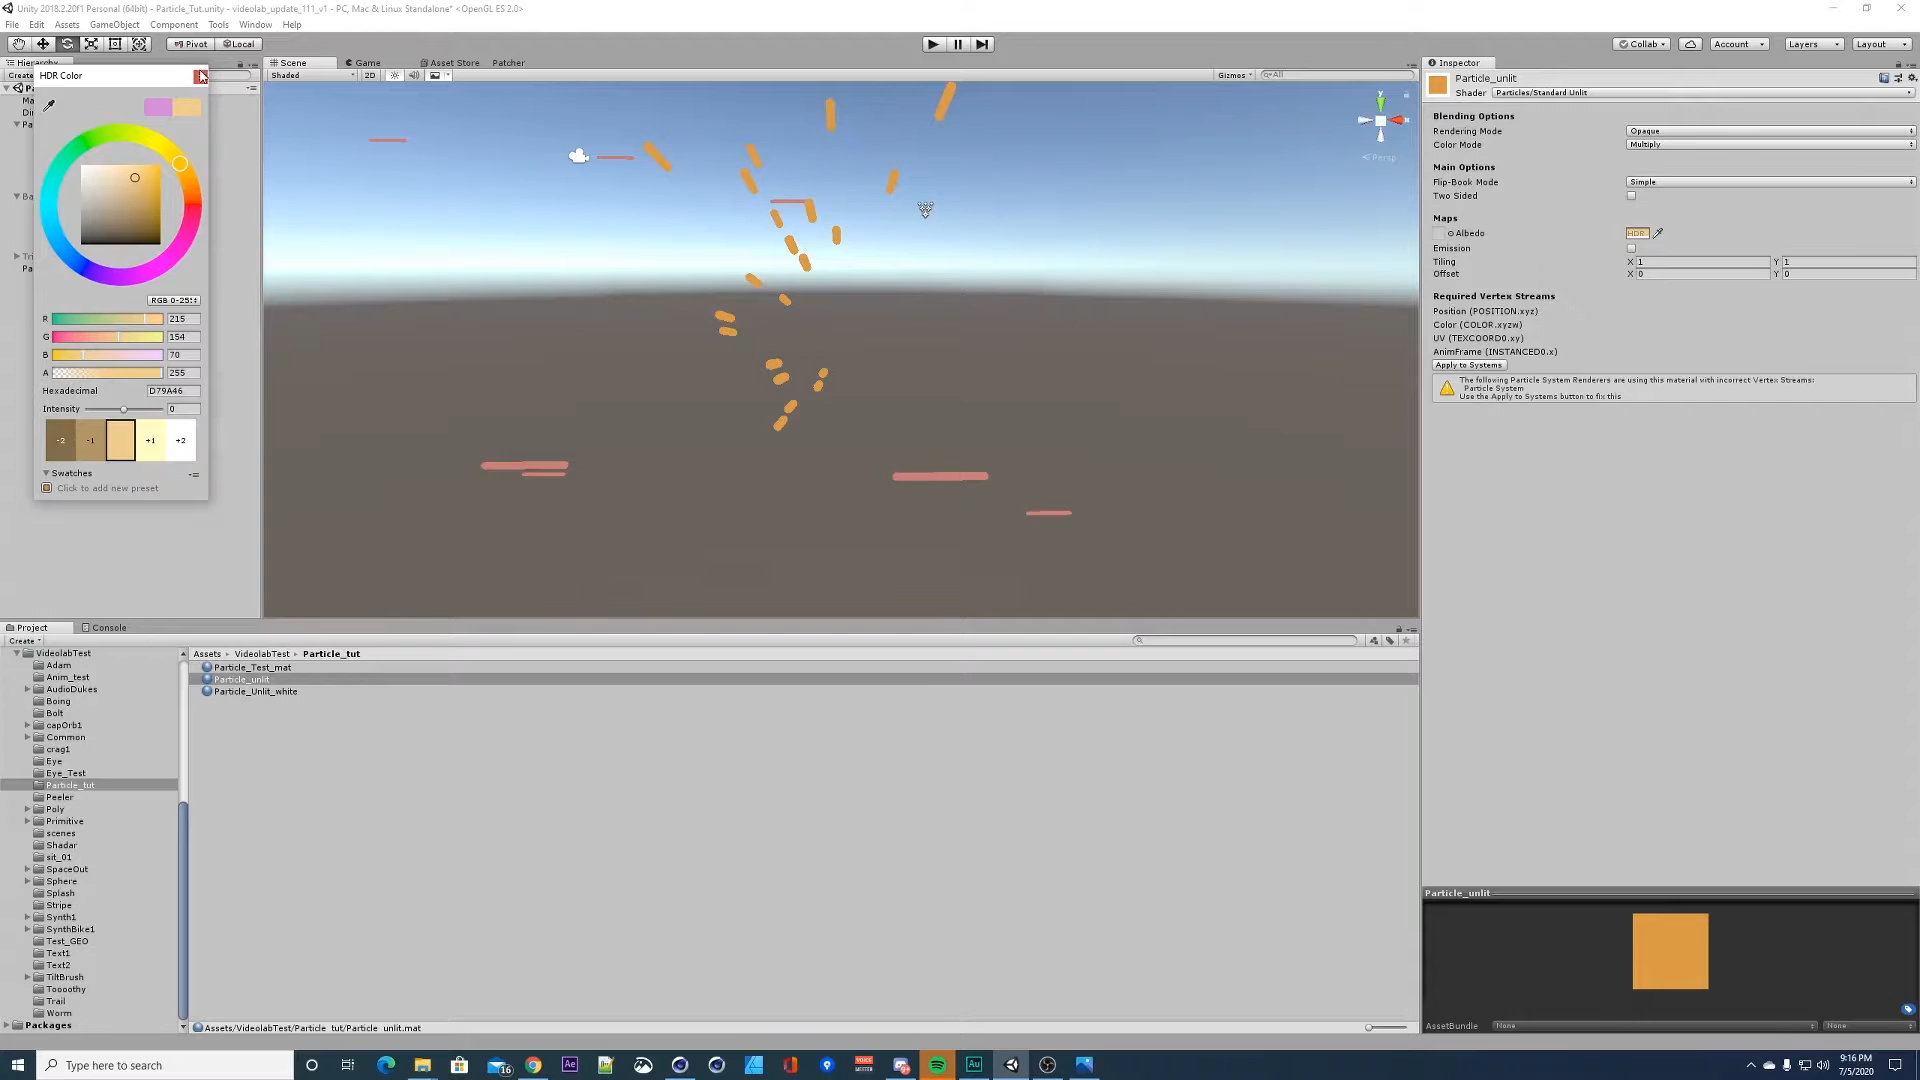 Unity 2018.2.20f1 Personal (64bit) - Particle_Tut.unity - videolab_update_111_v1 - PC, Mac & Linux Standalone* <OpenGL ES 2.0>
File Edit Assets GameObject Component Tools Window Help
Pivot Local
Collab Account Layers Layout
Hierarchy
Scene Game Asset Store Patcher
Inspector
Create
HDR Color
Shaded 2D
Gizmos All
Particle_unlit
Shader Particles/Standard Unlit
y
Persp
Blending Options
Rendering Mode Opaque
Color Mode Multiply
Main Options
Flip-Book Mode Simple
Two Sided
Maps
Albedo HDR
Emission
Tiling X 1 Y 1
Offset X 0 Y 0
Required Vertex Streams
Position (POSITION.xyz)
Color (COLOR.xyzw)
UV (TEXCOORD0.xy)
AnimFrame (INSTANCED0.x)
Apply to Systems
The following Particle System Renderers are using this material with incorrect Vertex Streams:
Particle System
Use the Apply to Systems button to fix this
R 215
G 154
B 70
A 255
Hexadecimal D79A46
Intensity 0
-2 -1 +1 +2
Swatches
Click to add new preset
Project Console
Create
Assets VideolabTest Particle_tut
Particle_Test_mat
Particle_unlit
Particle_Unlit_white
VideolabTest
Adam
Anim_test
AudioDukes
Boing
Bolt
capOrb1
Common
crag1
Eye
Eye_Test
Particle_tut
Peeler
Poly
Primitive
scenes
Shadar
sit_01
SpaceOut
Sphere
Splash
Stripe
Synth1
SynthBike1
Test_GEO
Text1
Text2
TiltBrush
Toooothy
Trail
Worm
Packages
Assets/VideolabTest/Particle_tut/Particle_unlit.mat
Particle_unlit
AssetBundle None None
Type here to search
16
Ae
Au
9:16 PM
7/5/2020